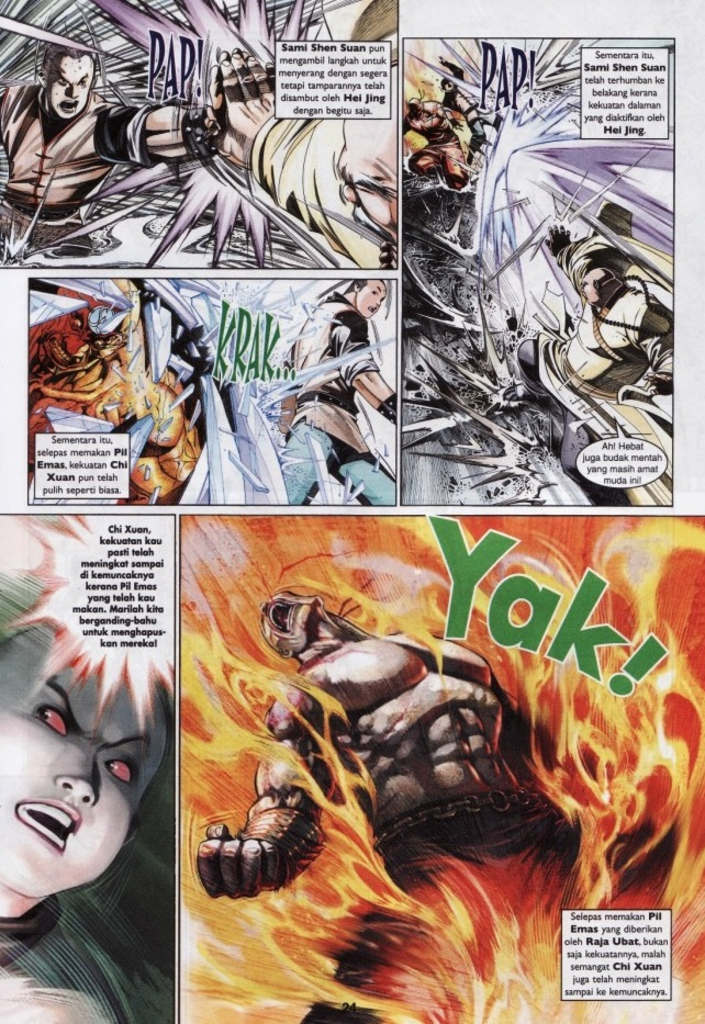 PAP!
Sami Shen Suan pun
mengambil langkah untuk
menyerang dengan segera
tetapi tamparannya telah
disambut oleh Hei Jing
dengan begitu saja.
PAP!
Sementara itu,
Sami Shen Suan
telah terhumban ke
belakang kerana
kekuatan dalaman
yang diaktifkan oleh
Hei Jing.
Ah! Hebat
juga budak mentah
yang masih amat
muda ini!
KRAK...
Sementara itu,
selepas memakan Pil
Emas, kekuatan Chi
Xuan pun telah
pulih seperti biasa.
Chi Xuan,
kekuatan kau
pasti telah
meningkat sampai
di kemuncaknya
kerana Pil Emas
yang telah kau
makan. Marilah kita
berganding-bahu
untuk menghapus-
kan mereka!
Yak!
Selepas memakan Pil
Emas yang diberikan
oleh Raja Ubat, bukan
saja kekuatannya, malah
semangat Chi Xuan
juga telah meningkat
sampai ke kemuncaknya.
24